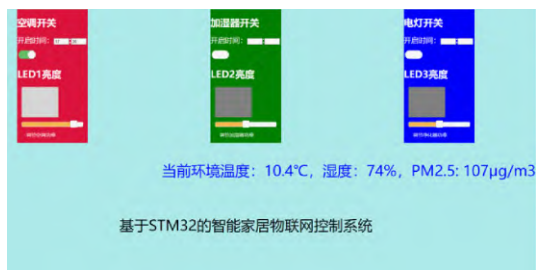 空调开关
开启时间：
LED1亮度
加湿器开关
开启时间：
LED2亮度
电灯开关
开启时间：
LED3亮度
当前环境温度：10.4℃，湿度：74%，PM2.5: 107μg/m3
基于STM32的智能家居物联网控制系统